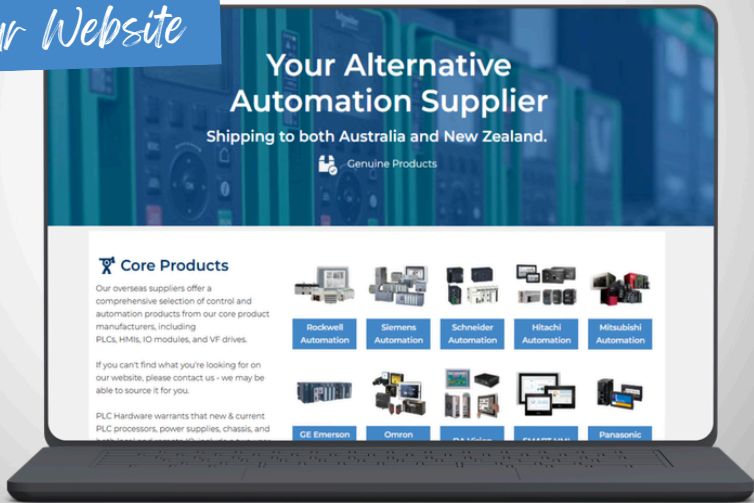 Website
Your Alternative
Automation Supplier
Shipping to both Australia and New Zealand.
Genuine Products
Core Products
Our overseas suppliers offer a
comprehensive selection of control and
automation products from our core product
manufacturers, including
PLCs, HMIs, IO modules, and VF drives.
If you can't find what you're looking for on
our website, please contact us - we may be
able to source it for you.
PLC Hardware warrants that new & current
PLC processors, power supplies, chassis, and
Rockwell
Automation
Siemens
Automation
Schneider
Automation
Hitachi
Automation
Mitsubishi
Automation
GE Emerson
Omron
Panasonic